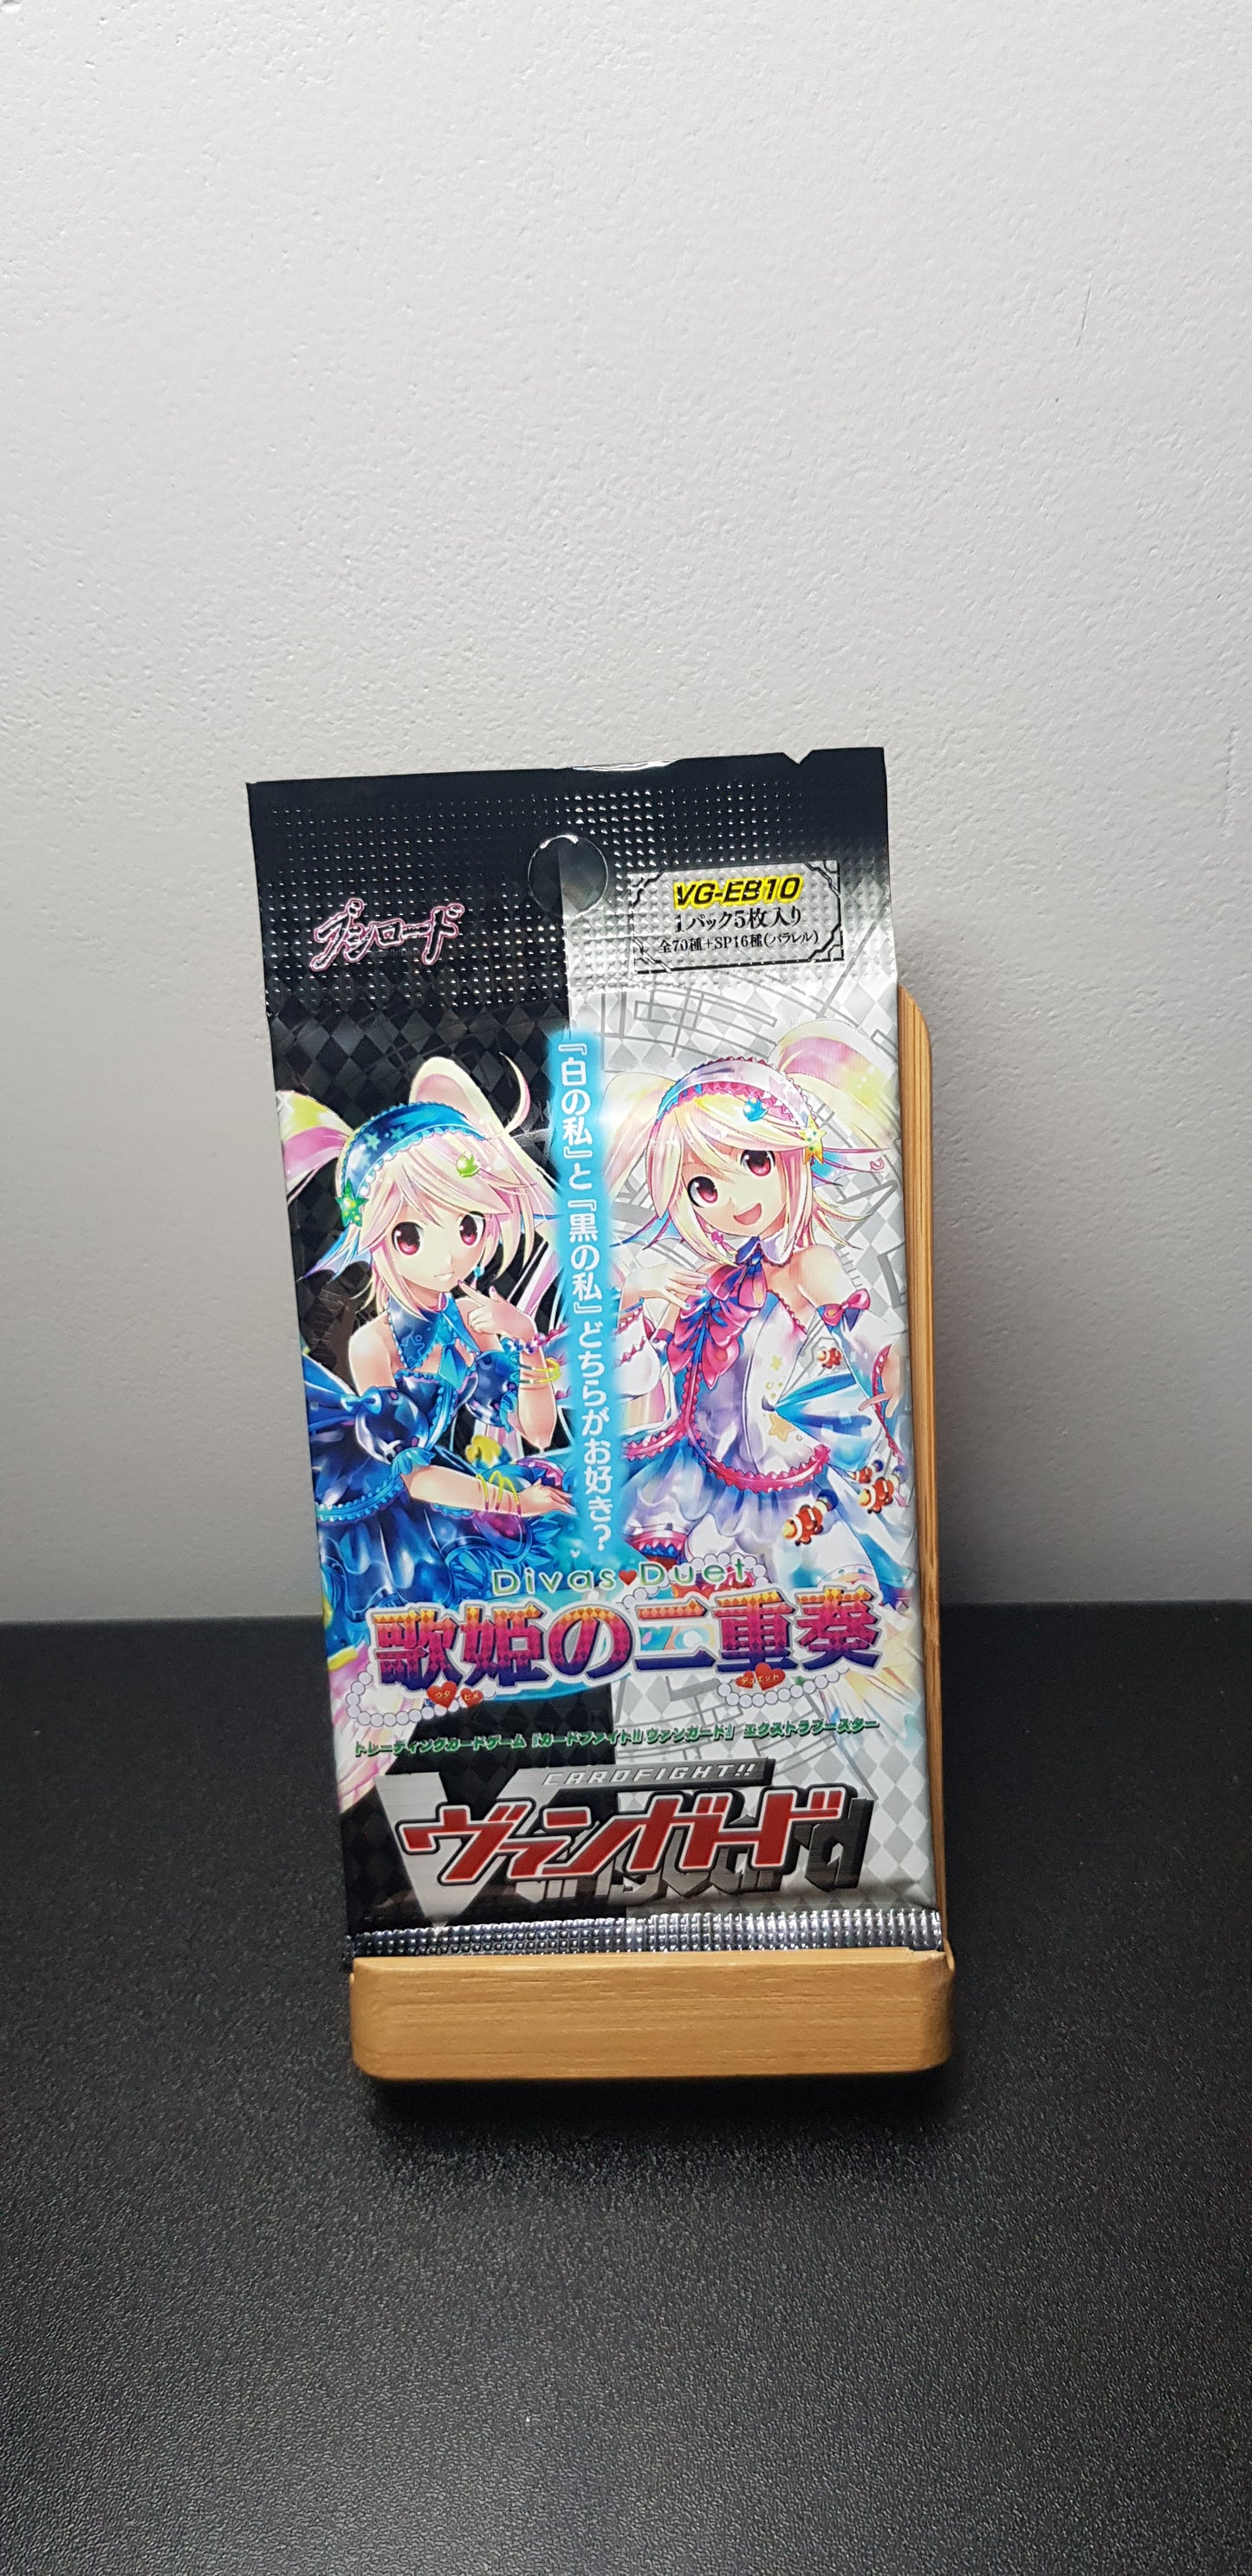 ブシロード
VG-EB10
1パック5枚入り
全70種+SP16種(パラレル)
『白の私』と『黒の私』どちらがお好き?
Divas Duet
歌姫の二重奏
ウタ ヒメ デュエット
トレーディングカードゲーム『カードファイト!! ヴァンガード』 エクストラブースター
CARDFIGHT!!
ヴァンガード
Vanguard